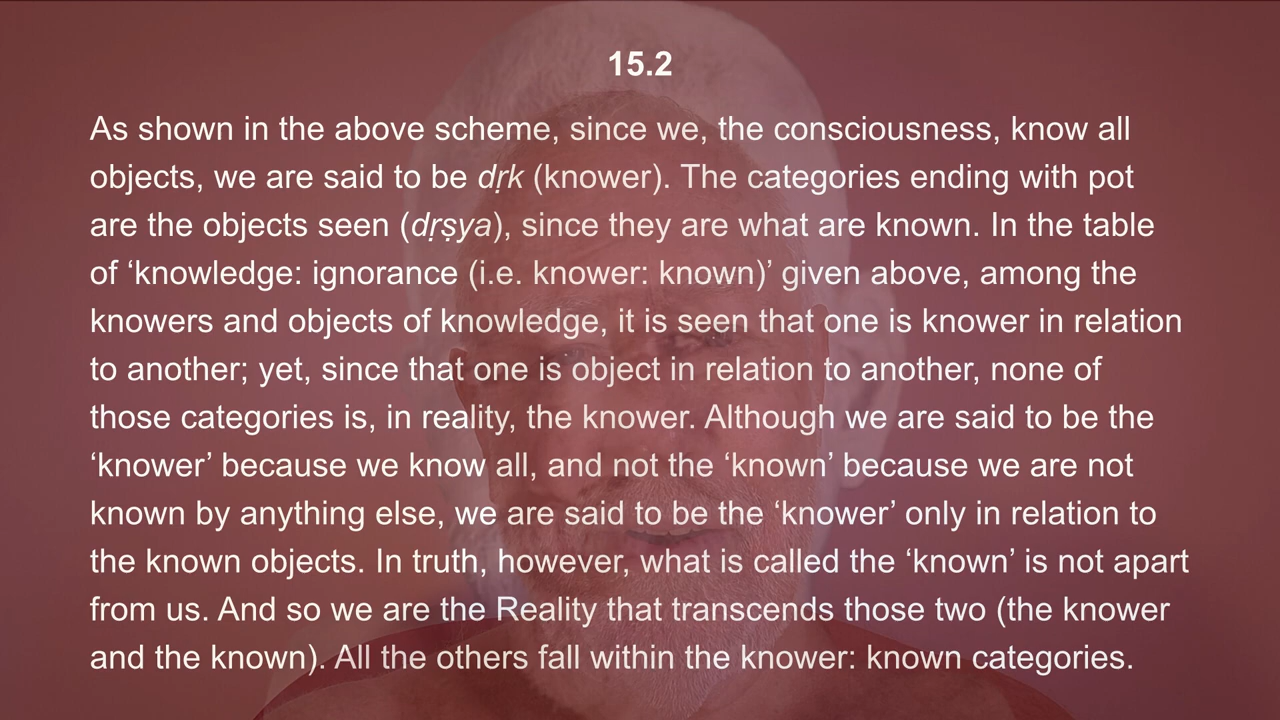 15.2
As shown in the above scheme, since we, the consciousness, know all
objects, we are said to be dṛk (knower). The categories ending with pot
are the objects seen (dṛṣya), since they are what are known. In the table
of ‘knowledge: ignorance (i.e. knower: known)’ given above, among the
knowers and objects of knowledge, it is seen that one is knower in relation
to another; yet, since that one is object in relation to another, none of
those categories is, in reality, the knower. Although we are said to be the
‘knower’ because we know all, and not the ‘known’ because we are not
known by anything else, we are said to be the ‘knower’ only in relation to
the known objects. In truth, however, what is called the ‘known’ is not apart
from us. And so we are the Reality that transcends those two (the knower
and the known). All the others fall within the knower: known categories.